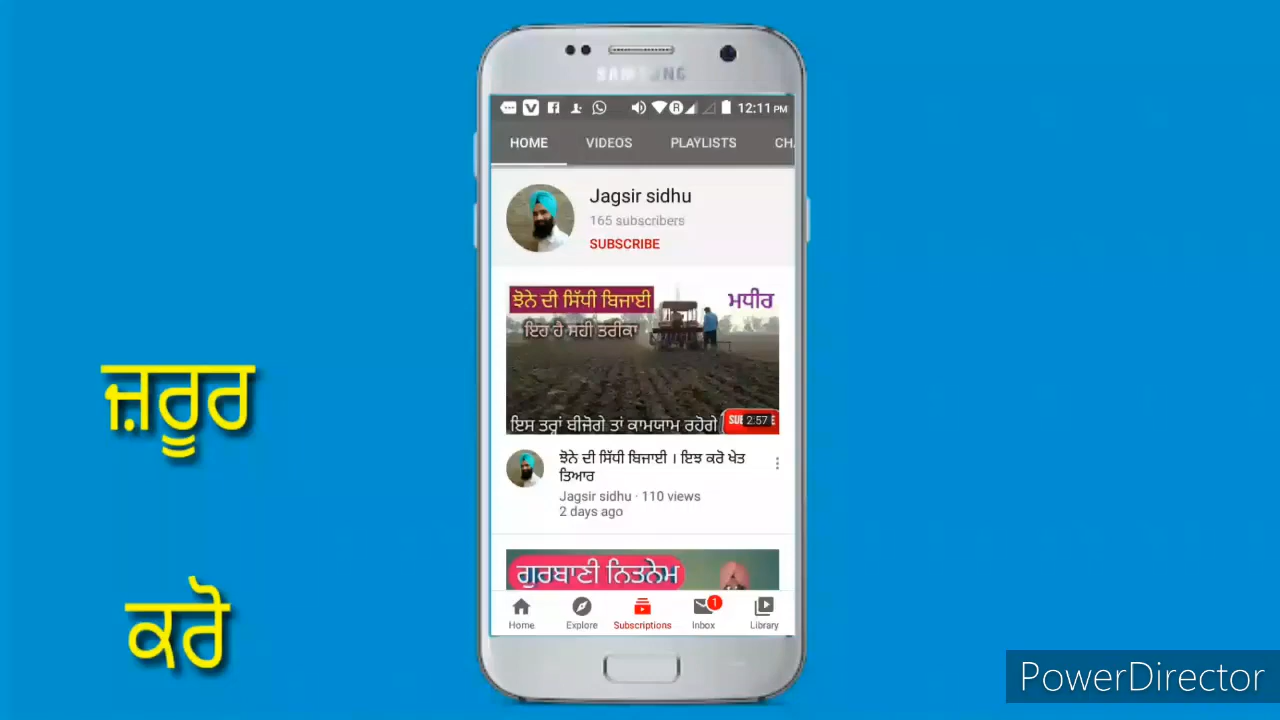 SAMSUNG
12:11 PM
HOME VIDEOS PLAYLISTS CH
Jagsir sidhu
165 subscribers
SUBSCRIBE
ਝੋਨੇ ਦੀ ਸਿੱਧੀ ਬਿਜਾਈ
ਮਧੀਰ
ਇਹ ਹੈ ਸਹੀ ਤਰੀਕਾ
ਇਸ ਤਰ੍ਹਾਂ ਬੀਜੋਗੇ ਤਾਂ ਕਾਮਯਾਮ ਰਹੋਗੇ
2:57
ਝੋਨੇ ਦੀ ਸਿੱਧੀ ਬਿਜਾਈ । ਇਝ ਕਰੋ ਖੇਤ
ਤਿਆਰ
Jagsir sidhu · 110 views
2 days ago
ਗੁਰਬਾਣੀ ਨਿਤਨੇਮ
1
Home Explore Subscriptions Inbox Library
ਜ਼ਰੂਰ
ਕਰੋ
PowerDirector